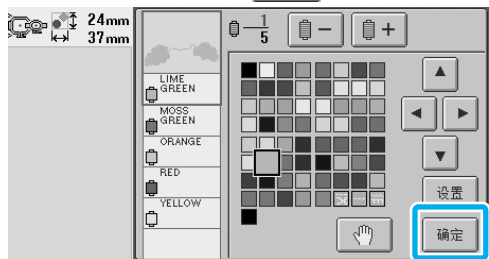 24mm
37mm
1/5
−
+
LIME
GREEN
MOSS
GREEN
ORANGE
RED
YELLOW
设置
确定